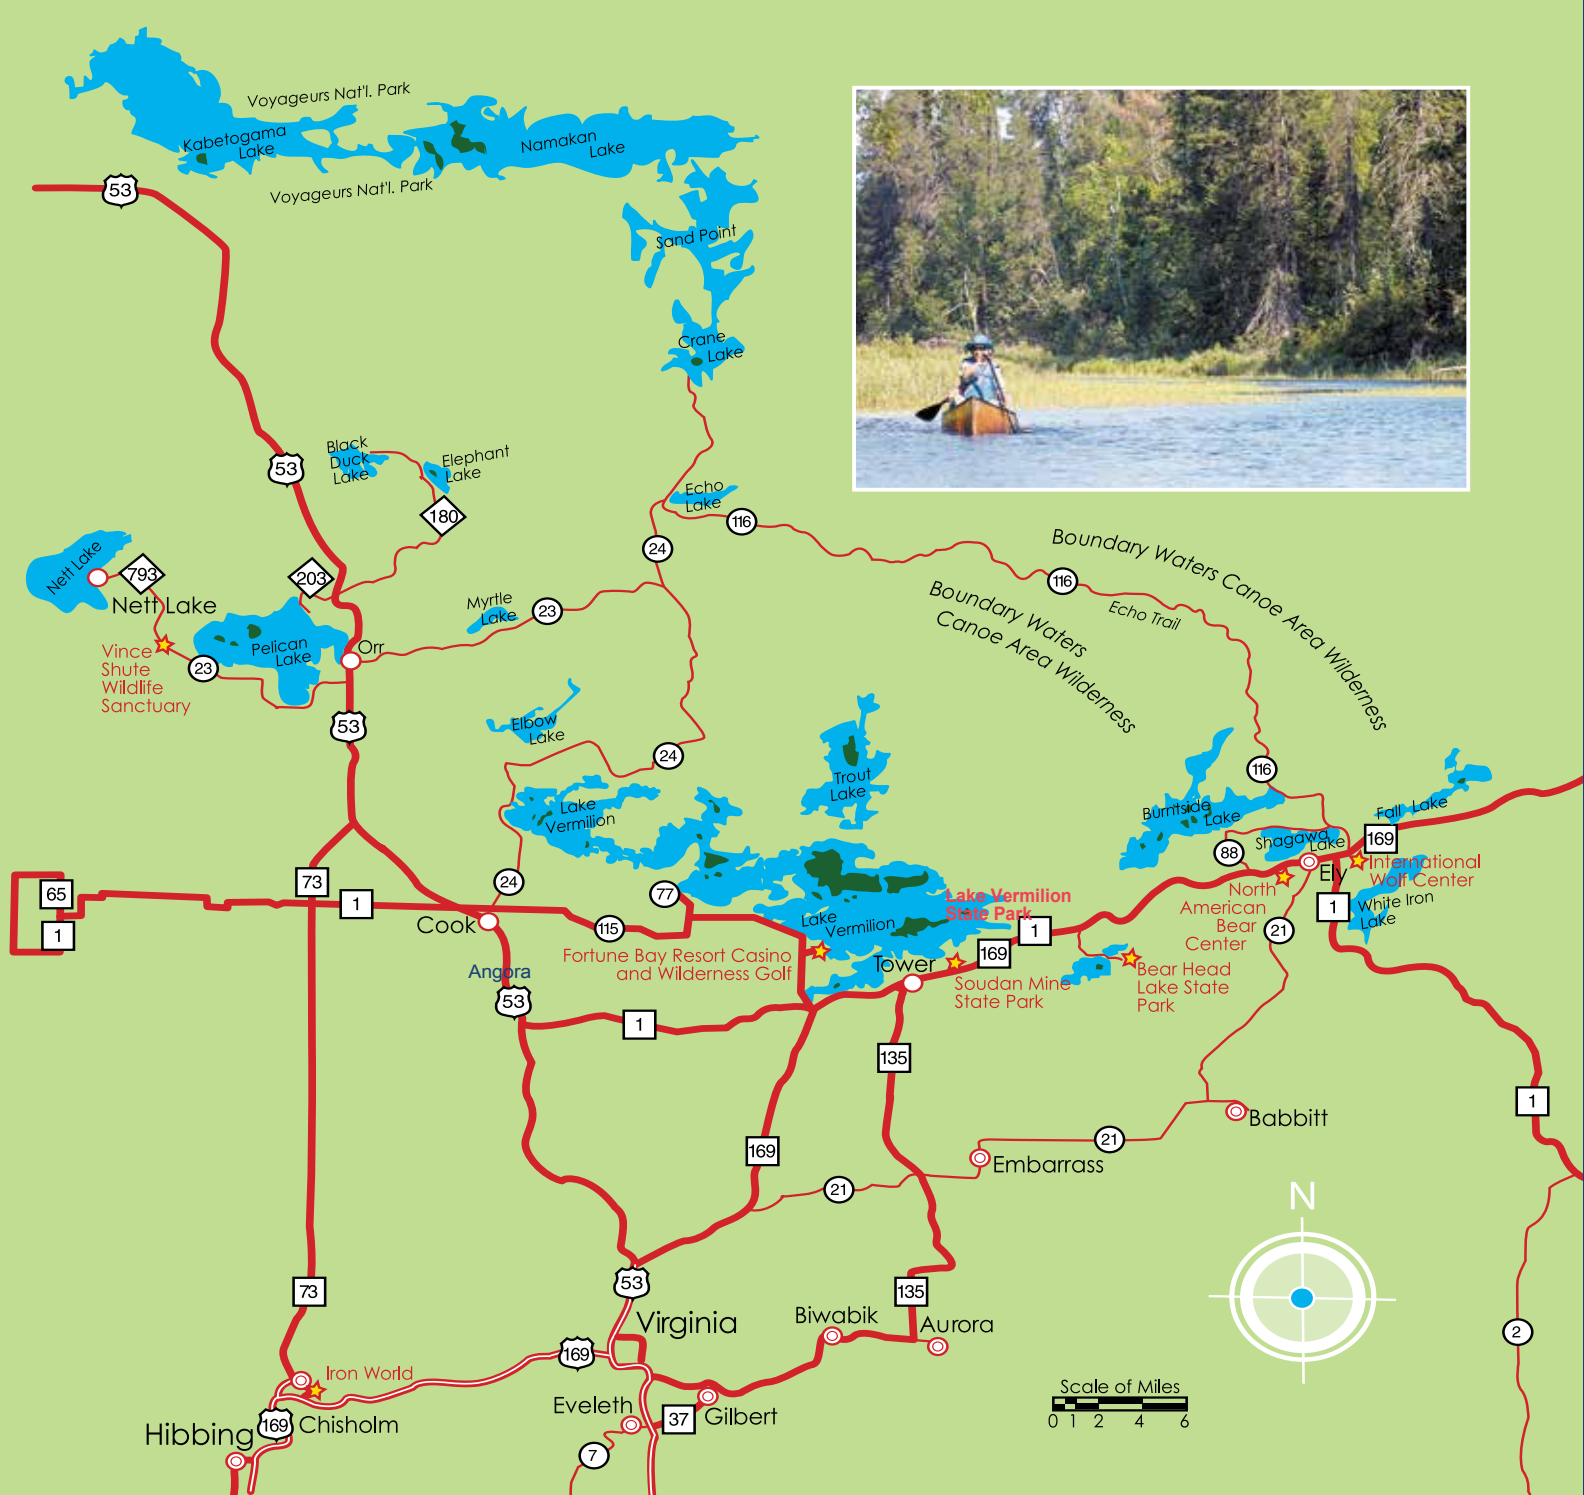 Voyageurs Nat'l. Park
Kabetogama
Lake
Namakan
Lake
Voyageurs Nat'l. Park
53
Sand Point
Crane
Lake
Black
Duck
Lake
Elephant
Lake
53
180
Echo
Lake
116
24
Boundary Waters Canoe Area Wilderness
Boundary Waters
Canoe Area Wilderness
116
Echo Trail
Nett Lake
793
Nett Lake
203
Myrtle
Lake
23
Vince
Shute
Wildlife
Sanctuary
23
Pelican
Lake
Orr
53
Elbow
Lake
24
Trout
Lake
116
Lake
Vermilion
Burntside
Lake
Fall Lake
Shagawa
Lake
169
88
International
Wolf Center
Ely
North
American
Bear
Center
1
White Iron
Lake
21
65
1
73
1
24
77
Cook
115
Lake Vermilion
State Park
Lake
Vermilion
1
169
Fortune Bay Resort Casino
and Wilderness Golf
Tower
Soudan Mine
State Park
Bear Head
Lake State
Park
Angora
53
1
135
1
Babbitt
21
Embarrass
169
21
N
73
53
135
Virginia
Biwabik
Aurora
2
169
Iron World
Scale of Miles
0 1 2 4 6
Eveleth
37
Gilbert
Hibbing
169
Chisholm
7